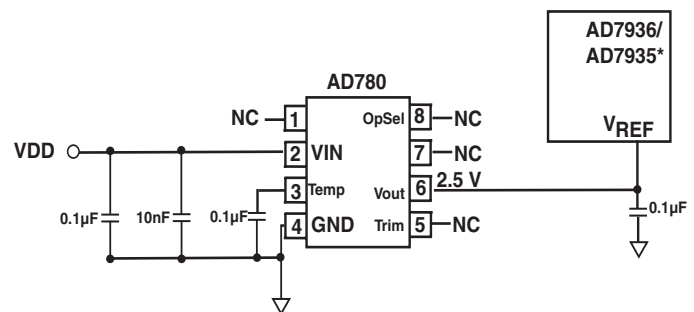 AD7936/
AD7935*
VREF
AD780
NC
1
OpSel
8
NC
VDD
2
VIN
7
NC
3
Temp
Vout
6
2.5 V
0.1µF
10nF
0.1µF
4
GND
Trim
5
NC
0.1µF